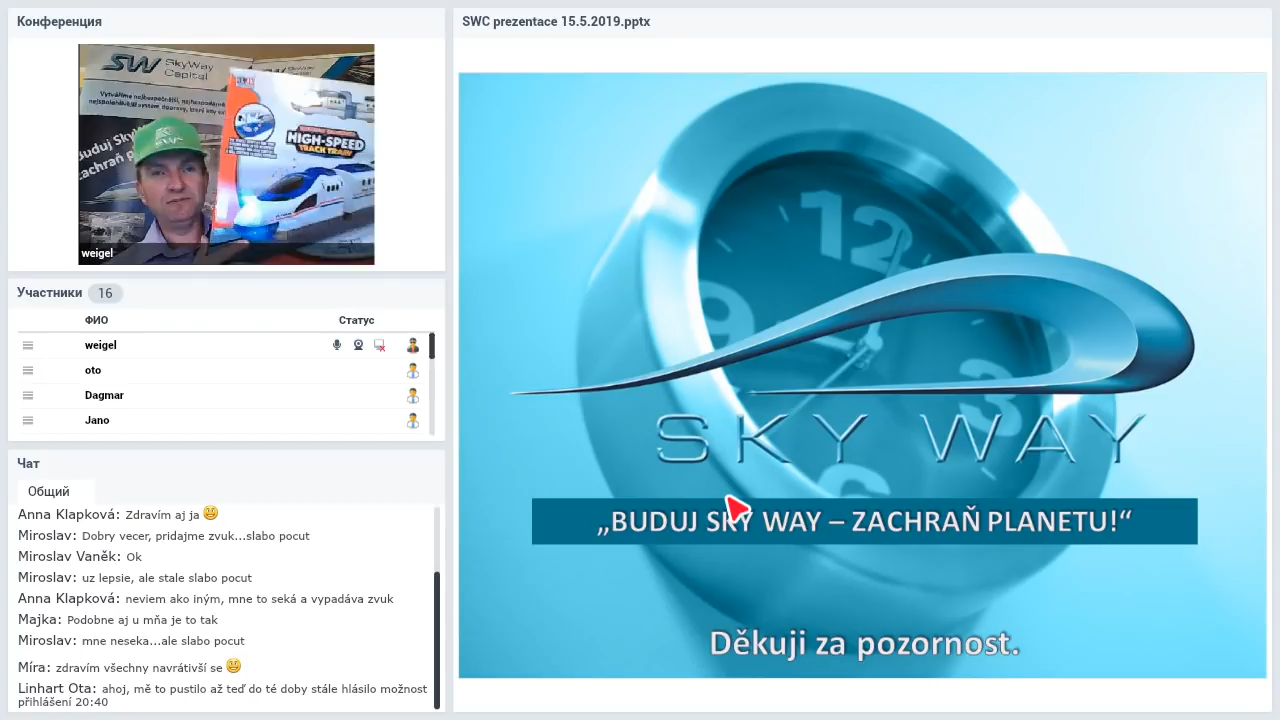 Конференция
SW SkyWay
Capital
Vytváříme nejbezpečnější,
HIGH-SPEED
TRACK TRAIN
weigel
Участники 16
ФИО Статус
weigel
oto
Dagmar
Jano
Чат
Общий
Anna Klapková: Zdravím aj ja
Miroslav: Dobry vecer, pridajme zvuk...slabo pocut
Miroslav Vaněk: Ok
Miroslav: uz lepsie, ale stale slabo pocut
Anna Klapková: neviem ako iným, mne to seká a vypadáva zvuk
Majka: Podobne aj u mňa je to tak
Miroslav: mne neseka...ale slabo pocut
Míra: zdravím všechny navrátivší se
Linhart Ota: ahoj, mě to pustilo až teď do té doby stále hlásilo možnost
přihlášení 20:40
SWC prezentace 15.5.2019.pptx
12
9
3
6
SKY WAY
„BUDUJ SKY WAY – ZACHRAŇ PLANETU!“
Děkuji za pozornost.